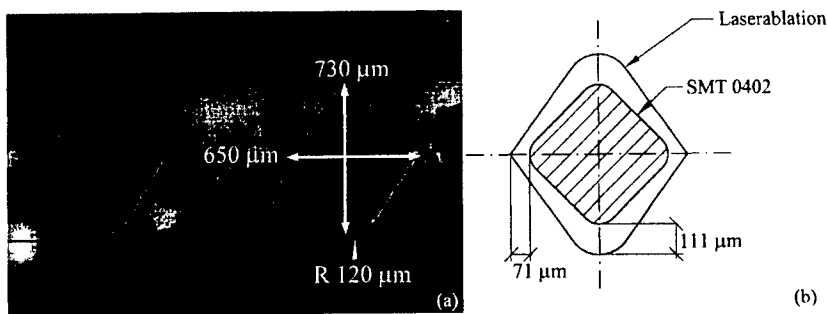 730 µm
650 µm
R 120 µm
(a)
Laserablation
SMT 0402
111 µm
71 µm
(b)